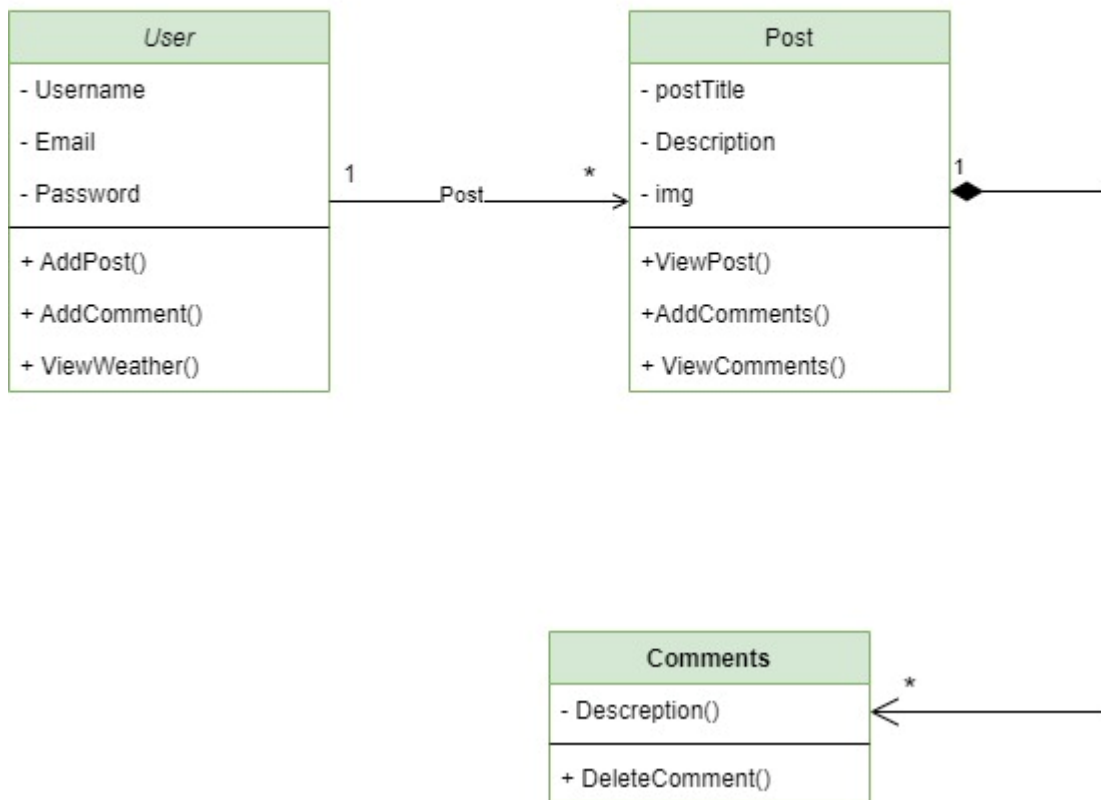 User
- Username
- Email
- Password
+ AddPost()
+ AddComment()
+ ViewWeather()
1
Post
*
Post
- postTitle
- Description
- img
+ViewPost()
+AddComments()
+ ViewComments()
1
Comments
- Descreption()
+ DeleteComment()
*